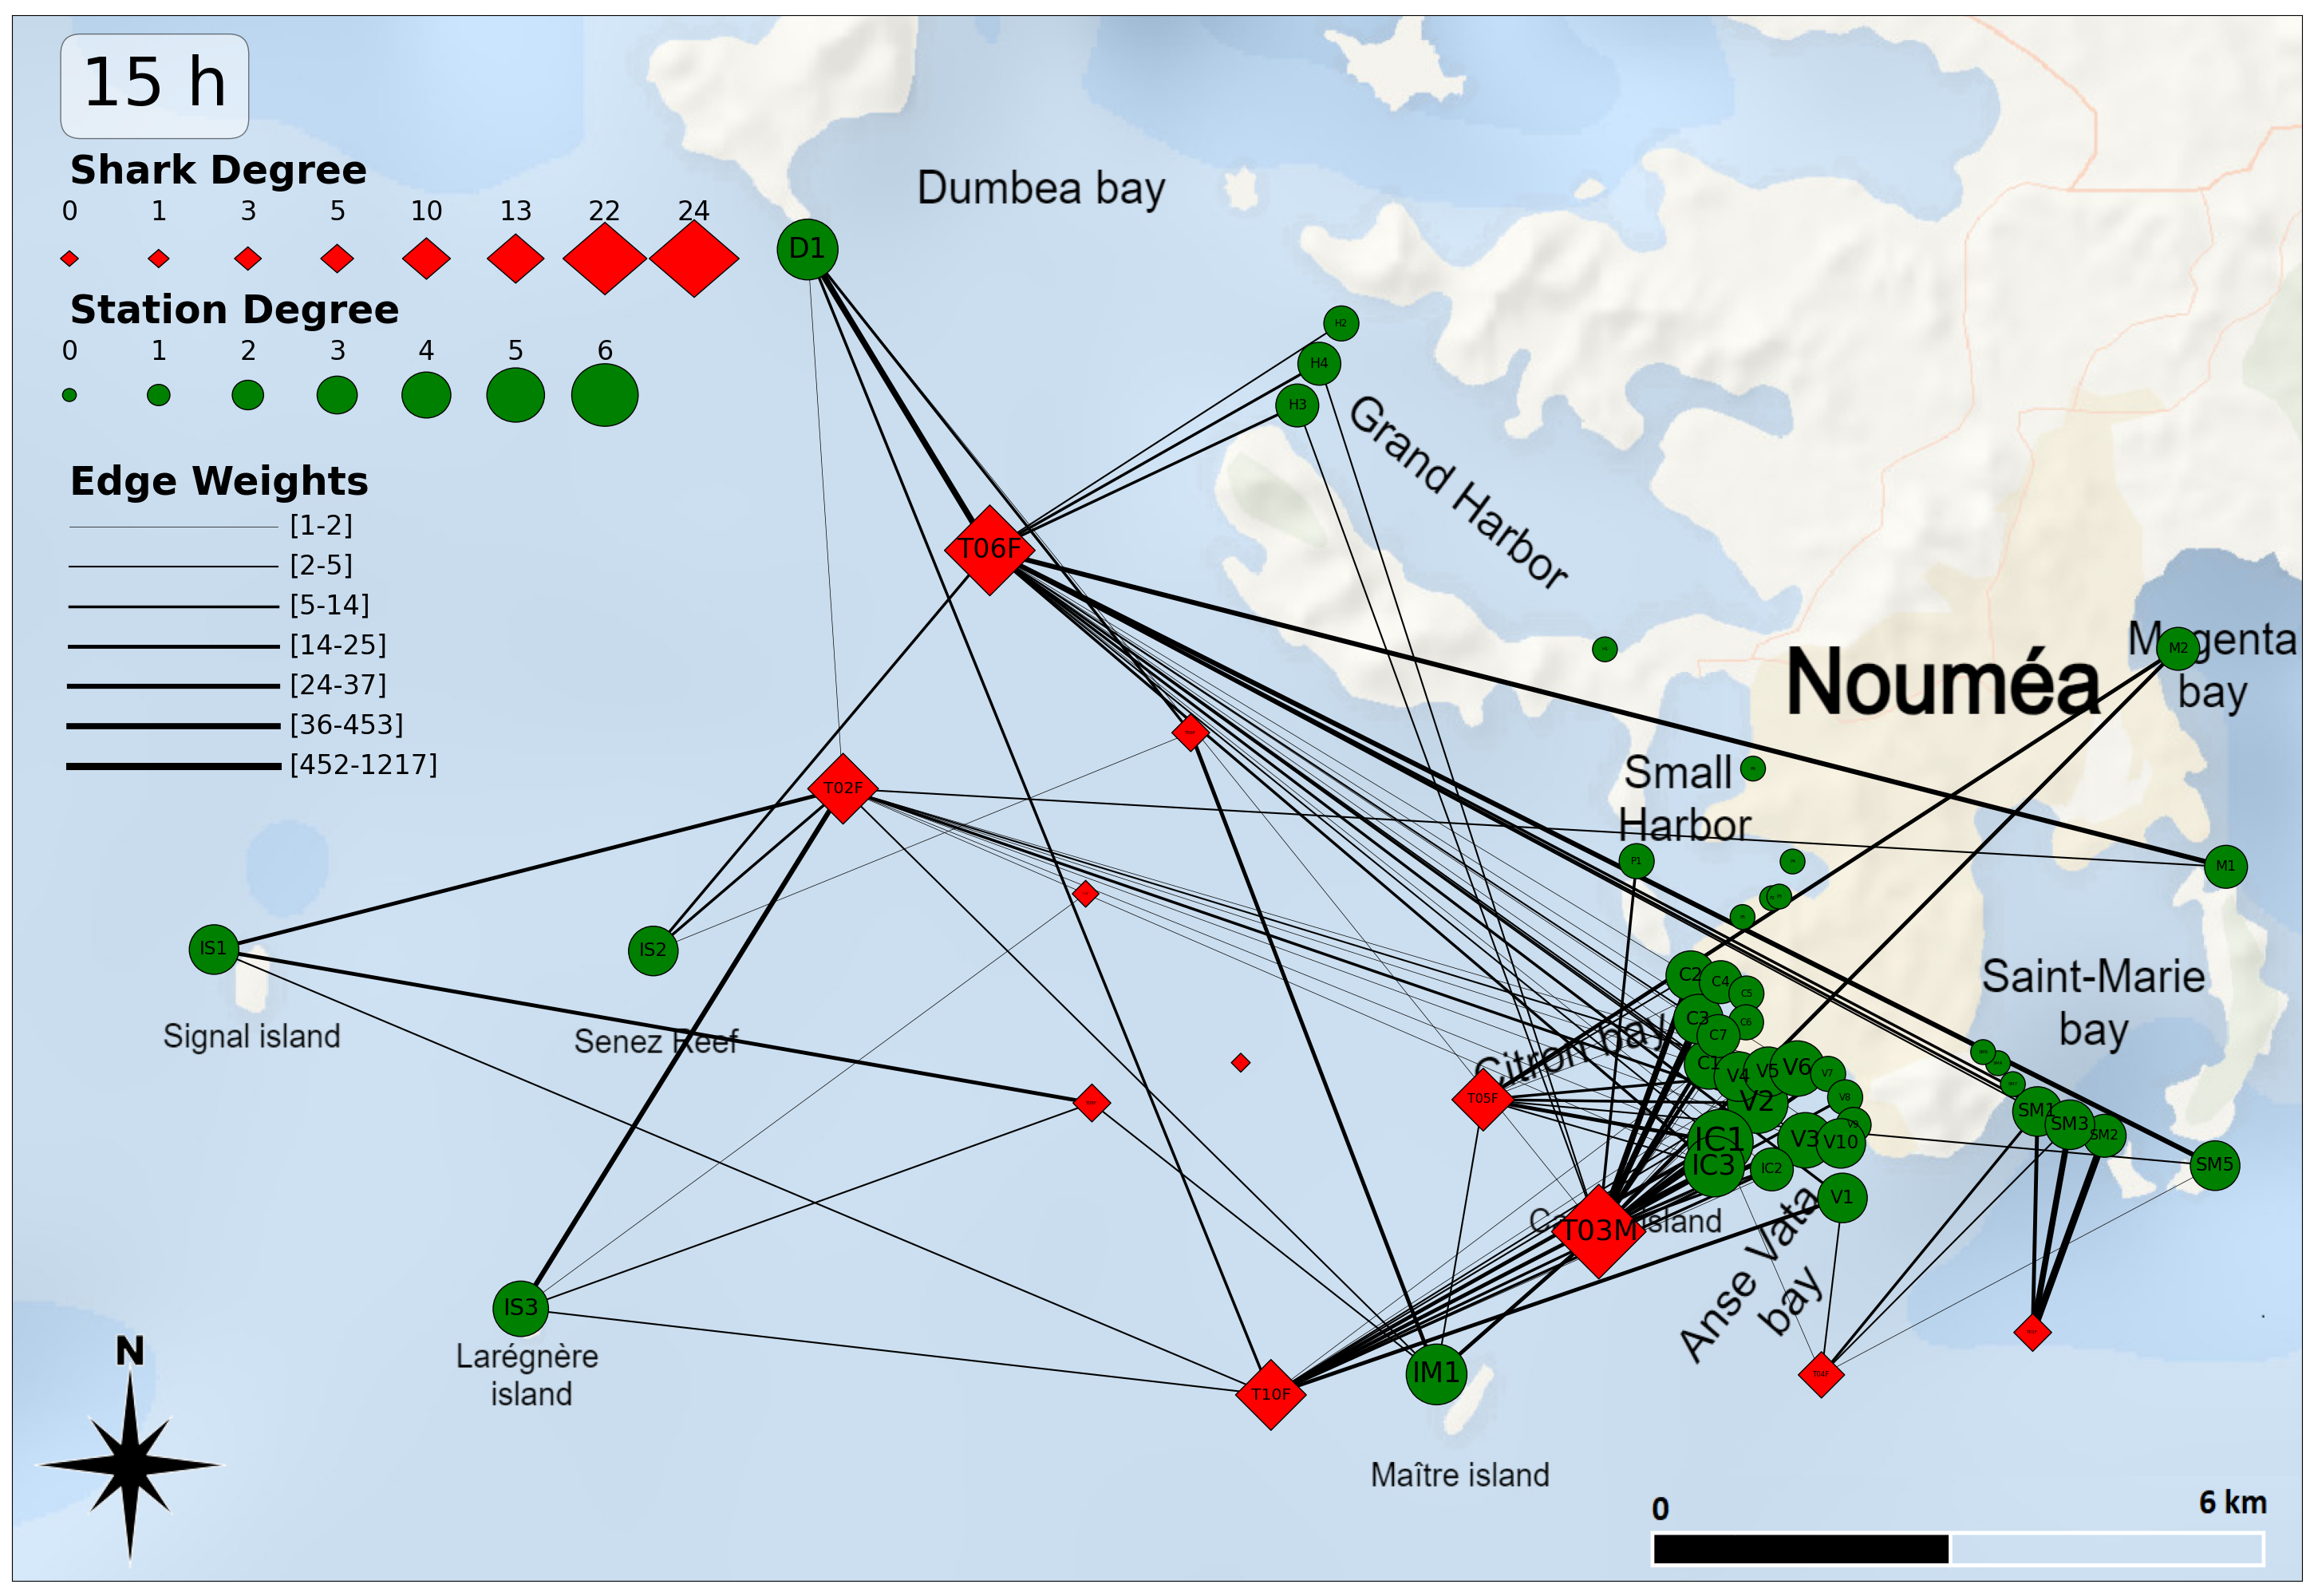 15 h
Shark Degree
0 1 3 5 10 13 22 24
Station Degree
0 1 2 3 4 5 6
Edge Weights
[1-2]
[2-5]
[5-14]
[14-25]
[24-37]
[36-453]
[452-1217]
Dumbea bay
D1
H2
H4
H3
Grand Harbor
T06F
Nouméa
Magenta
bay
M2
Small
Harbor
P1
M1
T02F
IS1
IS2
Signal island
Senez Reef
Saint-Marie
bay
C2
C4
C5
C3
C6
C7
C1
Citron bay
V4
V5
V6
V7
V8
V2
V9
V3
V10
IC1
IC3
IC2
V1
T05F
SM1
SM3
SM2
SM5
T03M
island
Anse Vata
bay
IS3
Larégnère
island
T10F
IM1
T04F
Maître island
N
0
6 km